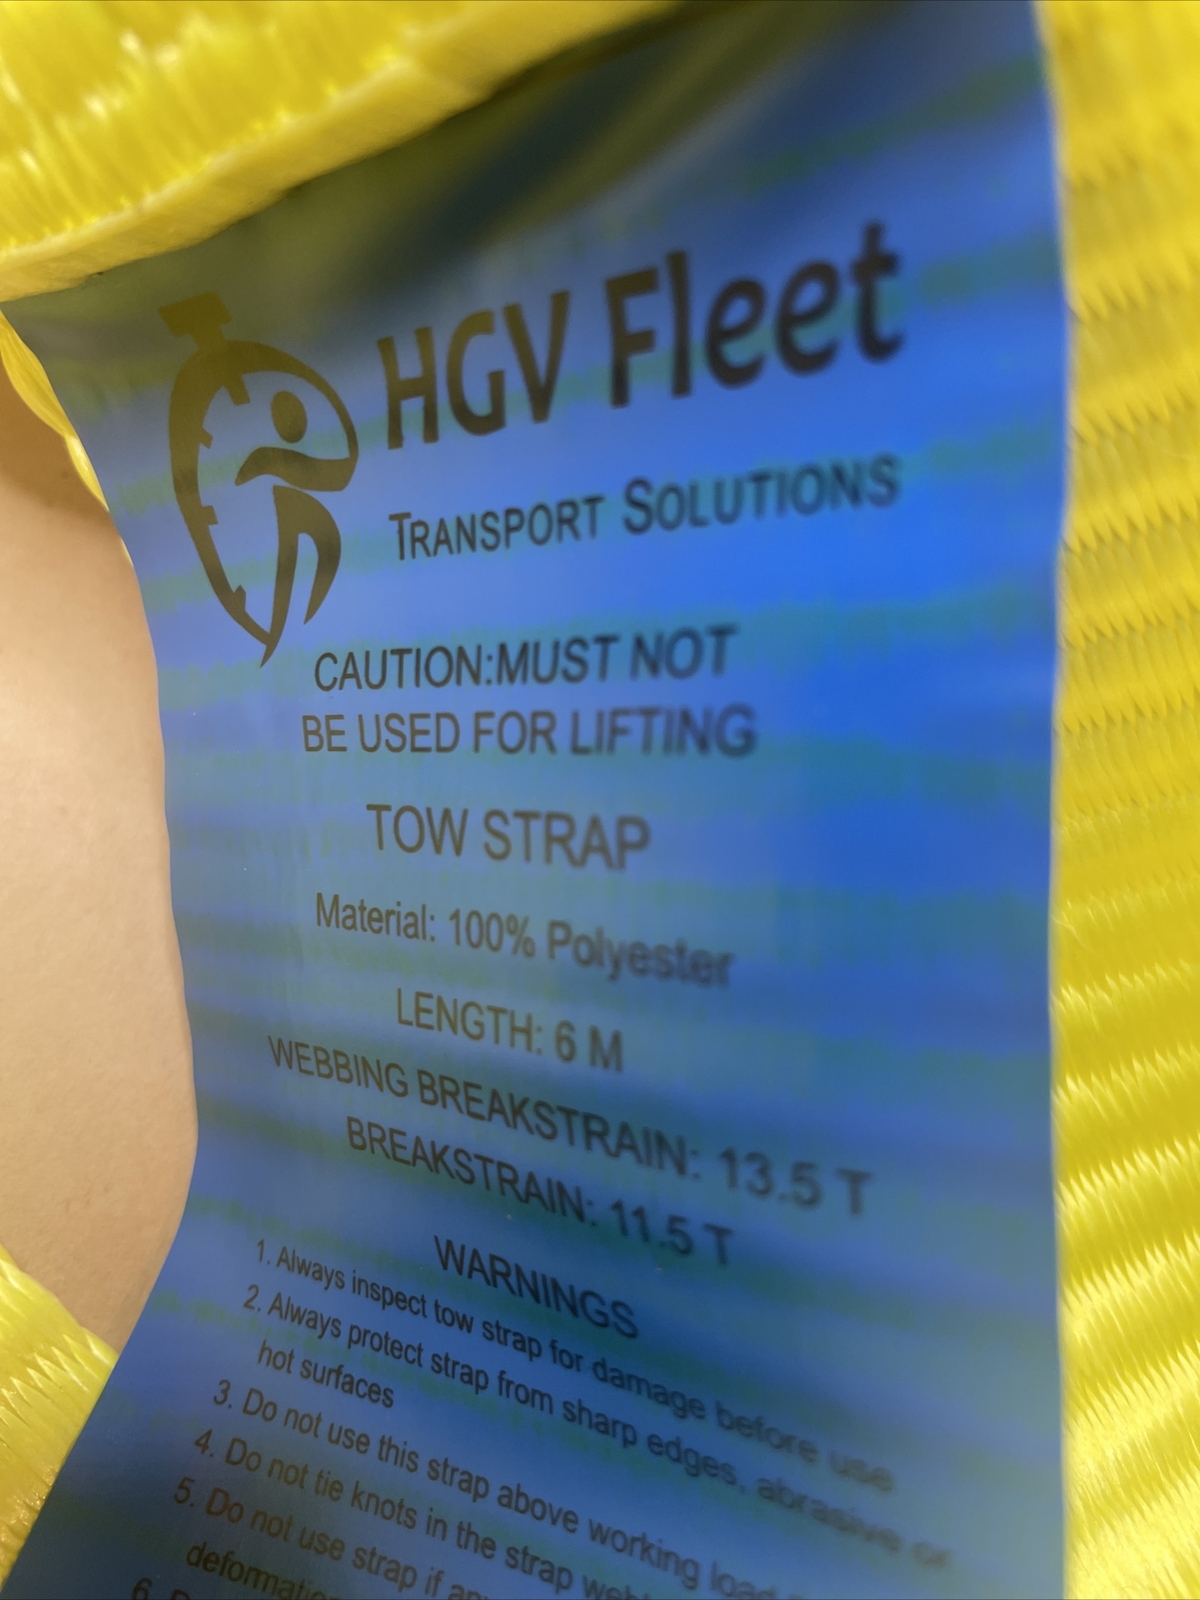 HGV Fleet
TRANSPORT SOLUTIONS
CAUTION:MUST NOT
BE USED FOR LIFTING
TOW STRAP
Material: 100% Polyester
LENGTH: 6 M
WEBBING BREAKSTRAIN: 13.5 T
BREAKSTRAIN: 11.5 T
WARNINGS
1. Always inspect tow strap for damage before use
2. Always protect strap from sharp edges, abrasive or
hot surfaces
3. Do not use this strap above working load
4. Do not tie knots in the strap
5. Do not use strap if any
6.